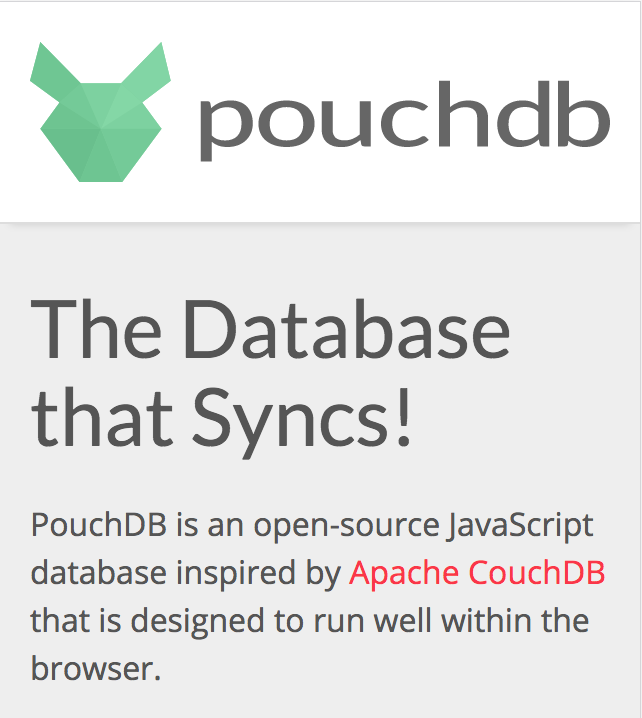 pouchdb
The Database
that Syncs!
PouchDB is an open-source JavaScript
database inspired by Apache CouchDB
that is designed to run well within the
browser.